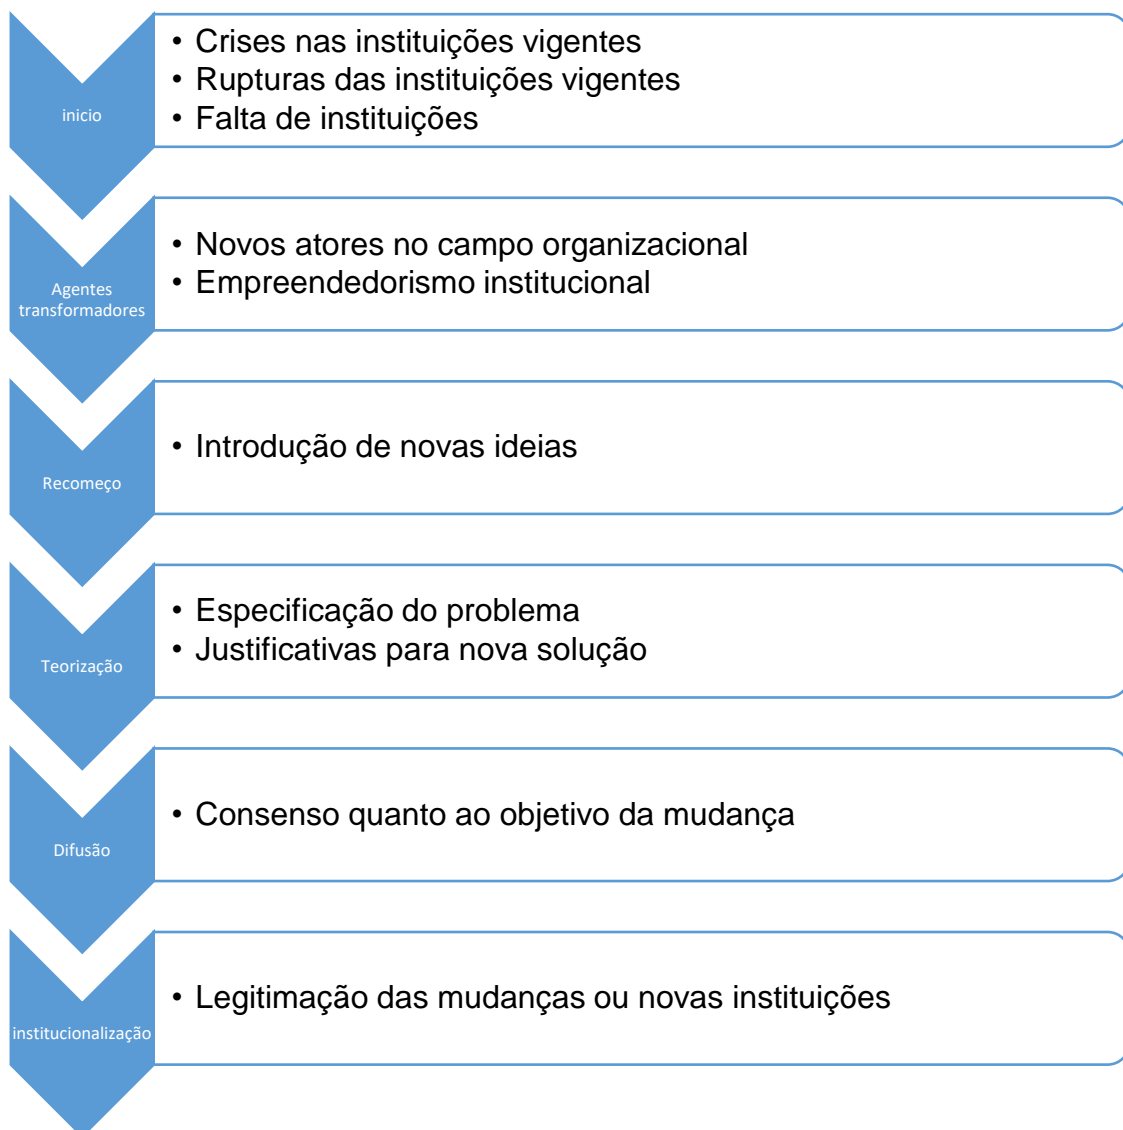 inicio
• Crises nas instituições vigentes
• Rupturas das instituições vigentes
• Falta de instituições
Agentes
transformadores
• Novos atores no campo organizacional
• Empreendedorismo institucional
Recomeço
• Introdução de novas ideias
Teorização
• Especificação do problema
• Justificativas para nova solução
Difusão
• Consenso quanto ao objetivo da mudança
institucionalização
• Legitimação das mudanças ou novas instituições